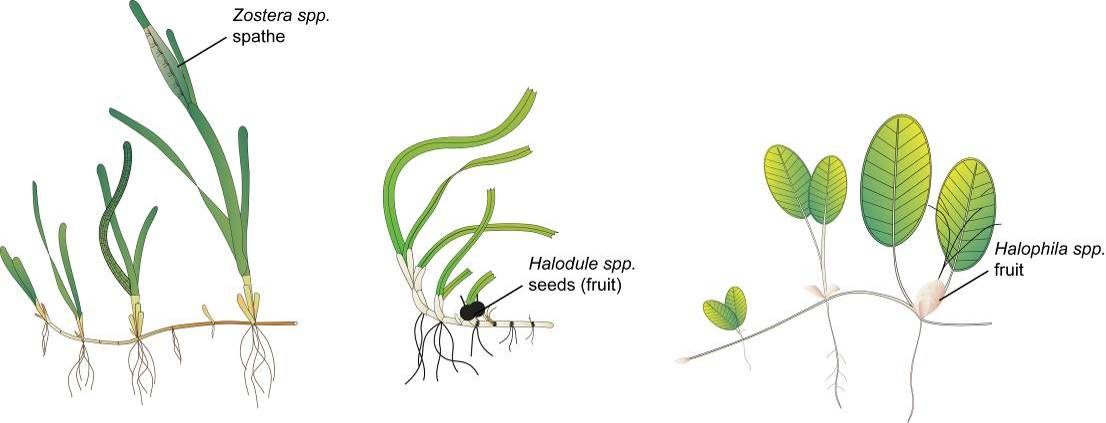 Zostera spp.
spathe
Halodule spp.
seeds (fruit)
Halophila spp.
fruit